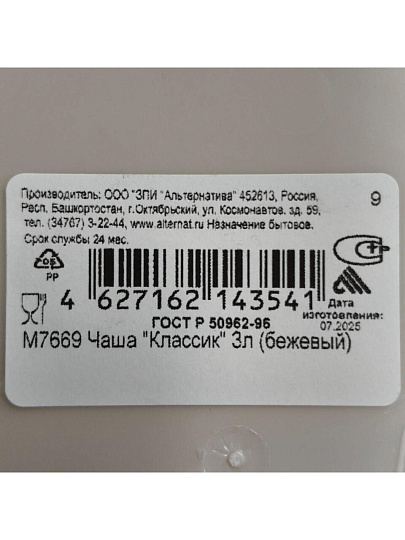 Производитель: ООО "ЗПИ "Альтернатива" 452613, Россия,
9
Респ. Башкортостан, г.Октябрьский, ул. Космонавтов. зд. 59,
тел. (34767) 3-22-44, www.alternat.ru Назначение бытовое.
Срок службы 24 мес.
05
PP
4 627162 143541
Дата
изготовления:
07.2025
ГОСТ Р 50962-96
М7669 Чаша "Классик" 3л (бежевый)